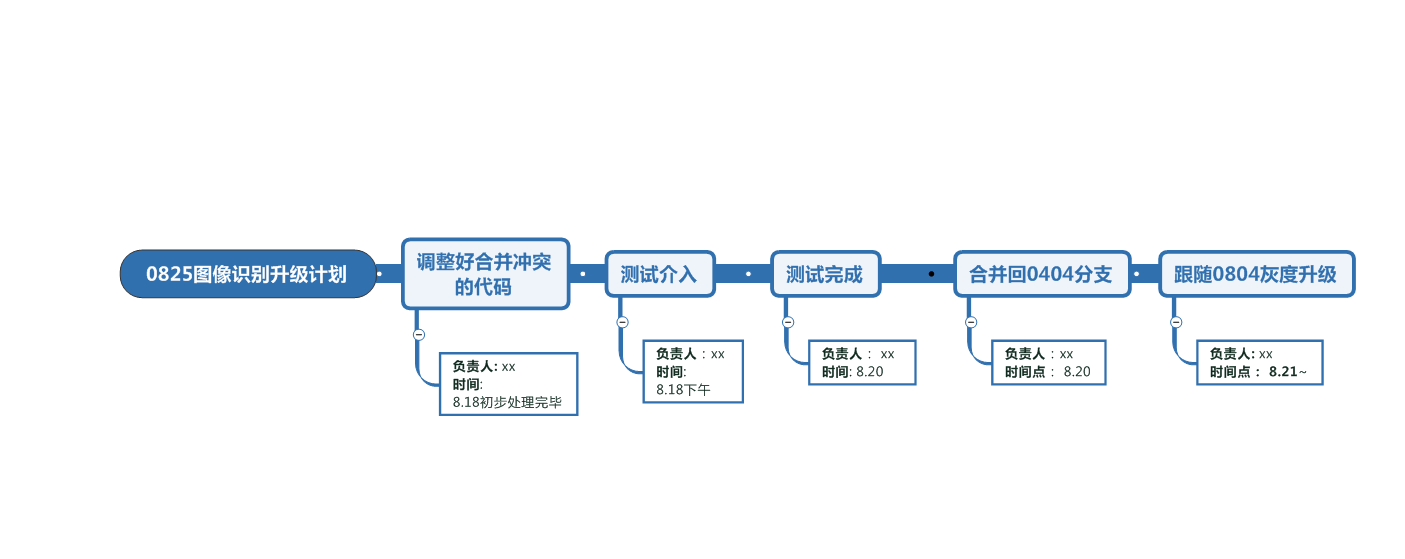 0825图像识别升级计划
调整好合并冲突
的代码
测试介入
测试完成
合并回0404分支
跟随0804灰度升级
负责人: xx
时间:
8.18初步处理完毕
负责人：xx
时间:
8.18下午
负责人： xx
时间: 8.20
负责人：xx
时间点： 8.20
负责人: xx
时间点： 8.21~